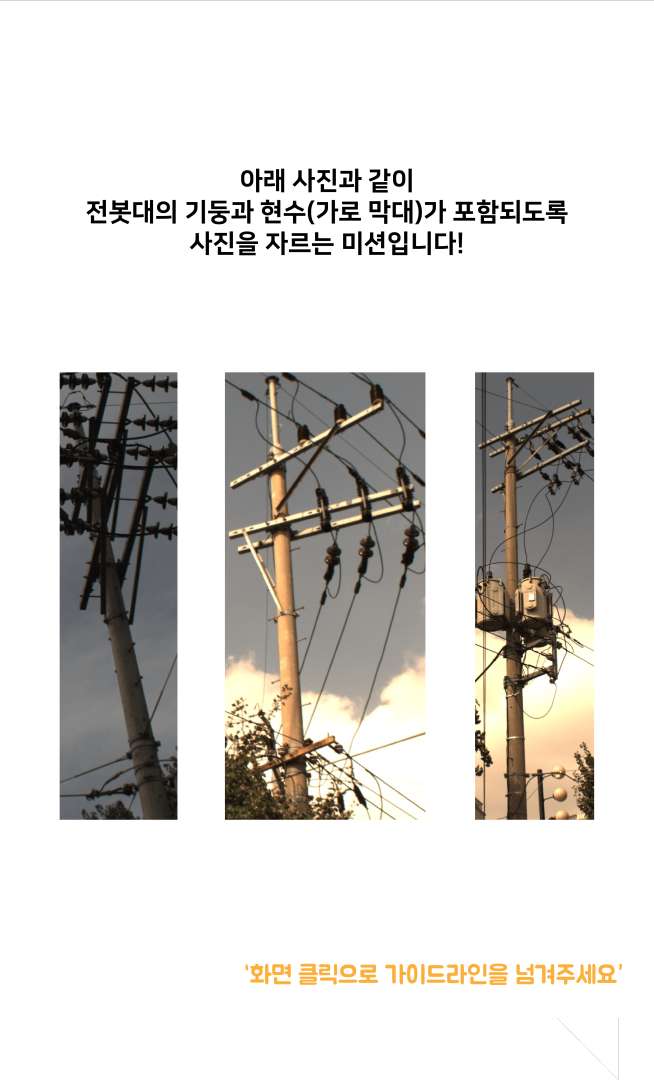 아래 사진과 같이
전봇대의 기둥과 현수(가로 막대)가 포함되도록
사진을 자르는 미션입니다!
‘화면 클릭으로 가이드라인을 넘겨주세요’